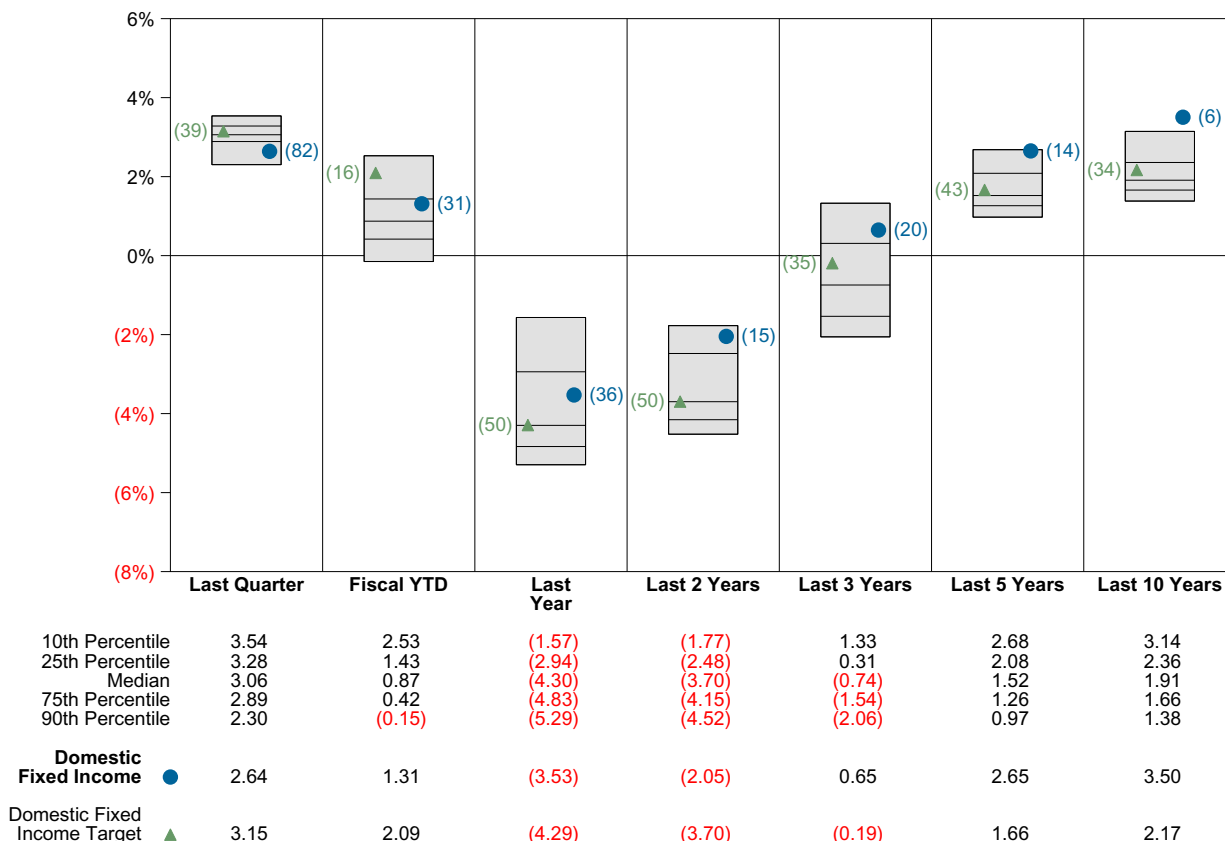 6%
4%
2%
0%
(2%)
(4%)
(6%)
(8%)
(39) (82)
(16) (31)
(50) (36)
(50) (15)
(35) (20)
(43) (14)
(34) (6)
Last Quarter Fiscal YTD Last Year Last 2 Years Last 3 Years Last 5 Years Last 10 Years
10th Percentile 3.54 2.53 (1.57) (1.77) 1.33 2.68 3.14
25th Percentile 3.28 1.43 (2.94) (2.48) 0.31 2.08 2.36
Median 3.06 0.87 (4.30) (3.70) (0.74) 1.52 1.91
75th Percentile 2.89 0.42 (4.83) (4.15) (1.54) 1.26 1.66
90th Percentile 2.30 (0.15) (5.29) (4.52) (2.06) 0.97 1.38
Domestic
Fixed Income 2.64 1.31 (3.53) (2.05) 0.65 2.65 3.50
Domestic Fixed
Income Target 3.15 2.09 (4.29) (3.70) (0.19) 1.66 2.17